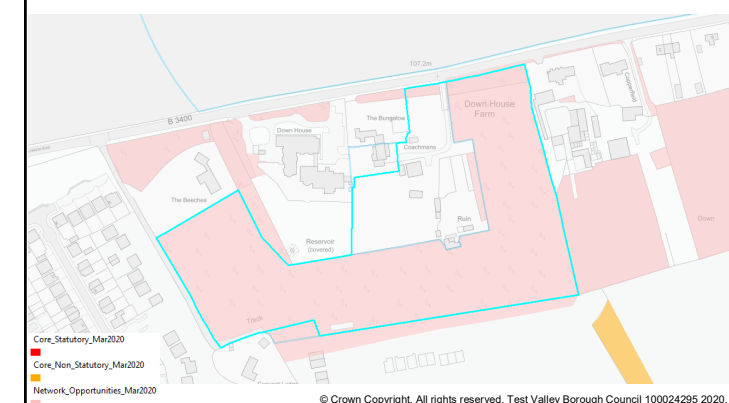 107.2m
B 3400
Down House
The Bungalow
Coachmans
Down House
Farm
Copperfield
The Beeches
Reservoir
(covered)
Ruin
Down
Track
Core_Statutory_Mar2020
Core_Non_Statutory_Mar2020
Network_Opportunities_Mar2020
© Crown Copyright. All rights reserved. Test Valley Borough Council 100024295 2020.